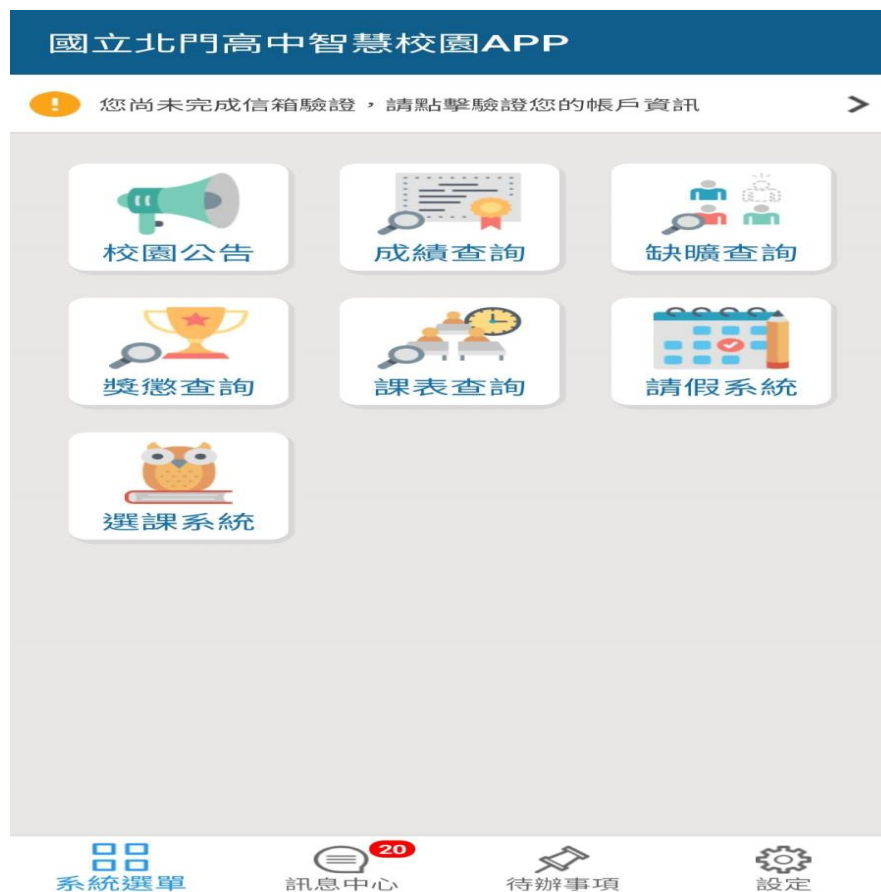 國立北門高中智慧校園APP
! 您尚未完成信箱驗證，請點擊驗證您的帳戶資訊 >
校園公告
成績查詢
缺曠查詢
獎懲查詢
課表查詢
請假系統
選課系統
20
系統選單
訊息中心
待辦事項
設定